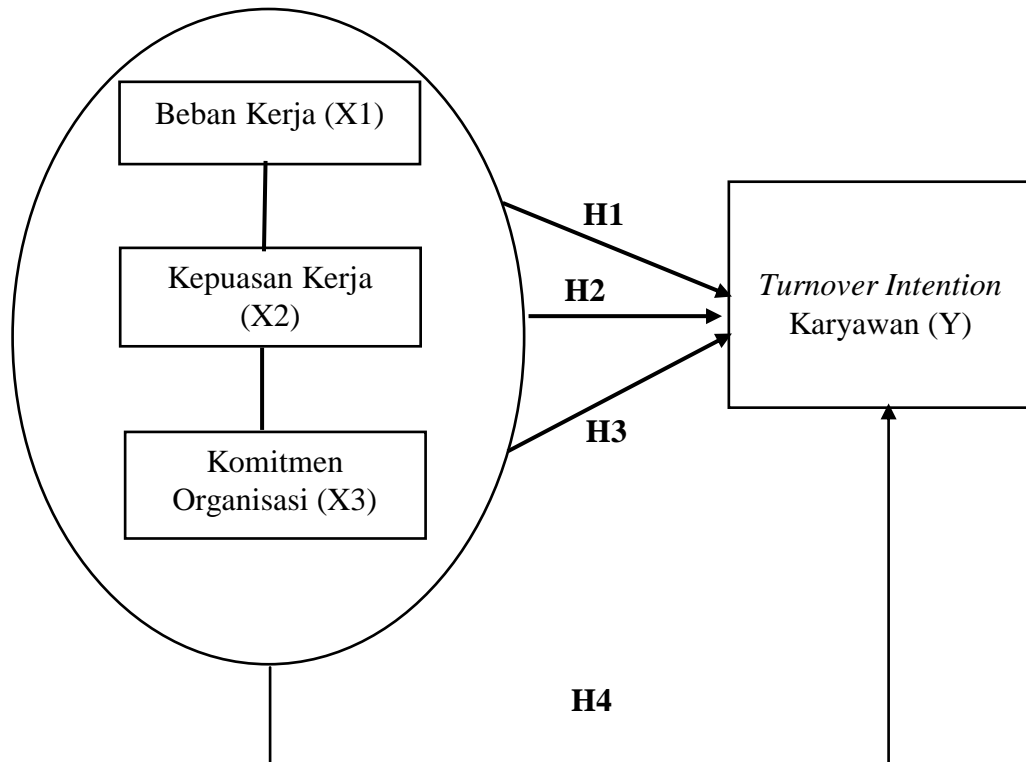 Beban Kerja (X1)
Kepuasan Kerja
(X2)
Komitmen
Organisasi (X3)
H1
H2
H3
Turnover Intention
Karyawan (Y)
H4